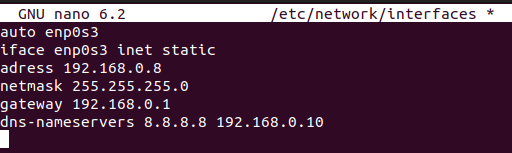 GNU nano 6.2 /etc/network/interfaces *
auto enp0s3
iface enp0s3 inet static
adress 192.168.0.8
netmask 255.255.255.0
gateway 192.168.0.1
dns-nameservers 8.8.8.8 192.168.0.10